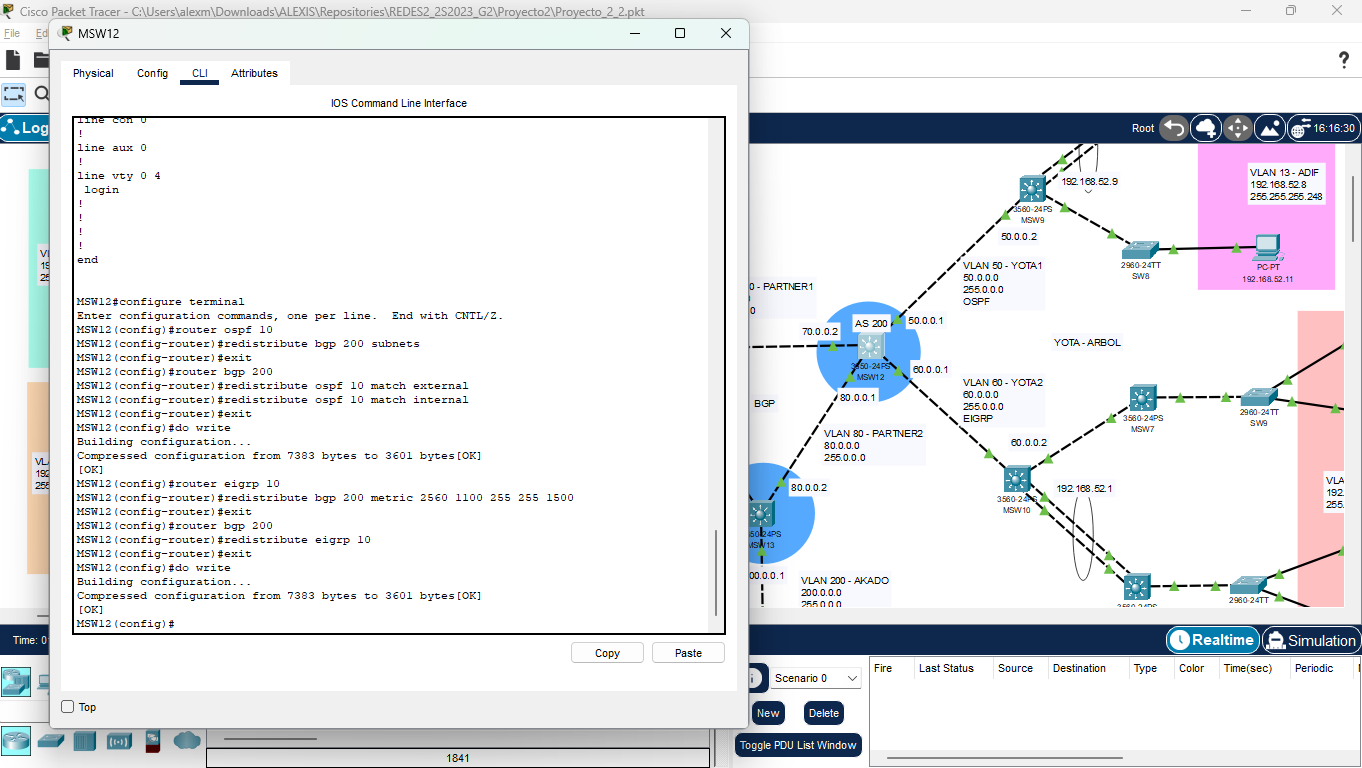 Cisco Packet Tracer - C:\Users\alexm\Downloads\ALEXIS\Repositories\REDES2_2S2023_G2\Proyecto2\Proyecto_2_2.pkt
File
MSW12
Physical
Config
CLI
Attributes
IOS Command Line Interface
line con 0
!
line aux 0
!
line vty 0 4
login
!
!
!
!
end
MSW12#configure terminal
Enter configuration commands, one per line.  End with CNTL/Z.
MSW12(config)#router ospf 10
MSW12(config-router)#redistribute bgp 200 subnets
MSW12(config-router)#exit
MSW12(config)#router bgp 200
MSW12(config-router)#redistribute ospf 10 match external
MSW12(config-router)#redistribute ospf 10 match internal
MSW12(config-router)#exit
MSW12(config)#do write
Building configuration...
Compressed configuration from 7383 bytes to 3601 bytes[OK]
[OK]
MSW12(config)#router eigrp 10
MSW12(config-router)#redistribute bgp 200 metric 2560 1100 255 255 1500
MSW12(config-router)#exit
MSW12(config)#router bgp 200
MSW12(config-router)#redistribute eigrp 10
MSW12(config-router)#exit
MSW12(config)#do write
Building configuration...
Compressed configuration from 7383 bytes to 3601 bytes[OK]
[OK]
MSW12(config)#
Copy
Paste
Top
Root
16:16:30
192.168.52.9
3560-24PS
MSW9
50.0.0.2
VLAN 13 - ADIF
192.168.52.8
255.255.255.248
2960-24TT
SW8
PC-PT
192.168.52.11
VLAN 50 - YOTA1
50.0.0.0
255.0.0.0
OSPF
0 - PARTNER1
0
AS 200
50.0.0.1
70.0.0.2
MSW12
60.0.0.1
80.0.0.1
YOTA - ARBOL
VLAN 60 - YOTA2
60.0.0.0
255.0.0.0
EIGRP
BGP
VLAN 80 - PARTNER2
80.0.0.0
255.0.0.0
3560-24PS
MSW7
2960-24TT
SW9
60.0.0.2
80.0.0.2
3560-24PS
MSW10
192.168.52.1
MSW13
00.0.0.1
VLAN 200 - AKADO
200.0.0.0
255.0.0.0
2960-24TT
VLA
192.
255.
Log
Time: 0
Realtime
Simulation
Scenario 0
New
Delete
Toggle PDU List Window
Fire
Last Status
Source
Destination
Type
Color
Time(sec)
Periodic
1841